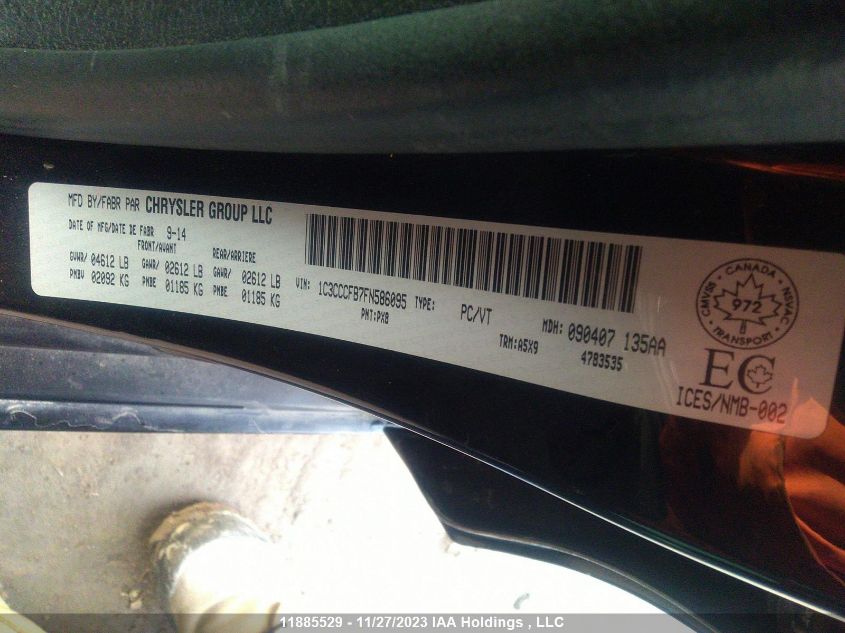 MFD BY/FABR PAR CHRYSLER GROUP LLC
DATE OF MFG/DATE DE FABR 9-14
FRONT/AVANT REAR/ARRIERE
GVWR/ 04612 LB GAWR/ 02612 LB GAWR/ 02612 LB
PNBV 02092 KG PNBE 01185 KG PNBE 01185 KG
VIN: 1C3CCCFB7FN586095 TYPE: PC/VT MDH: 090407 135AA
PNT:PX8 TRM:A5X9 4783535
CANADA
CMVSS NSVAC
972
8
TRANSPORT
EC
ICES/NMB-002
11885529 - 11/27/2023 IAA Holdings , LLC